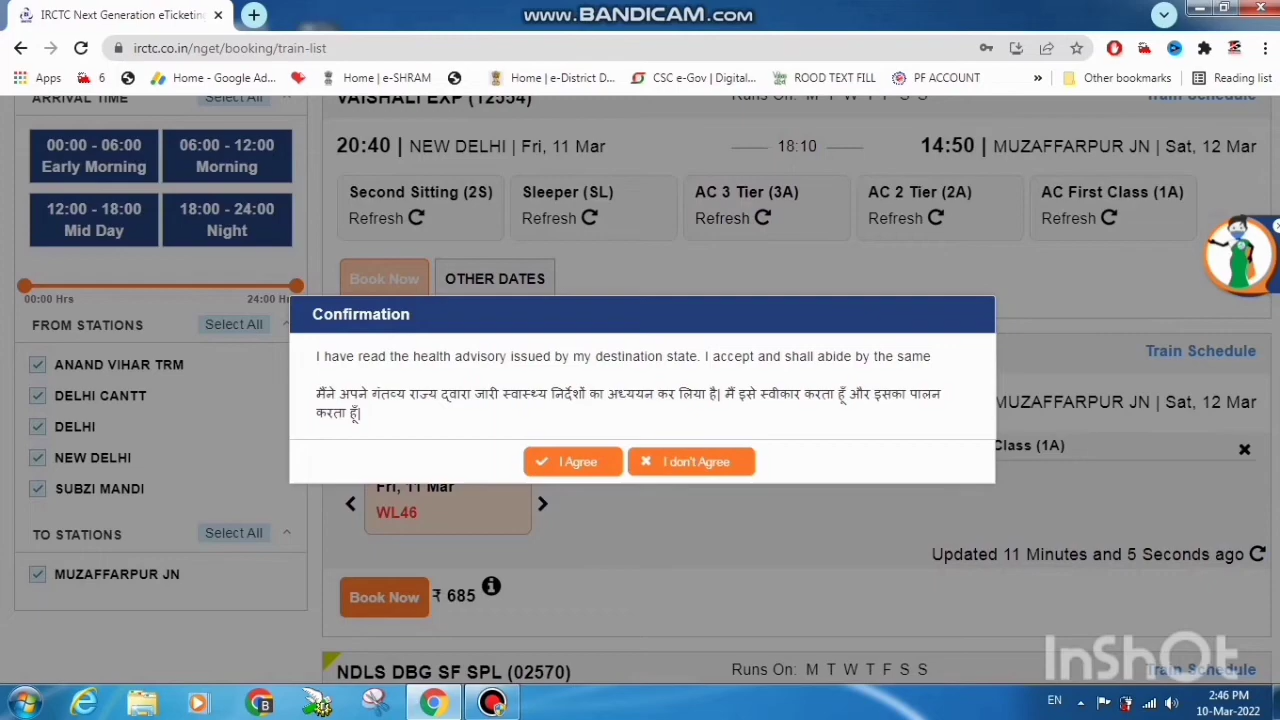 IRCTC Next Generation eTicketing
www.BANDICAM.com
irctc.co.in/nget/booking/train-list
Apps
6
Home - Google Ad...
Home | e-SHRAM
Home | e-District D...
CSC e-Gov | Digital...
ROOD TEXT FILL
PF ACCOUNT
»
Other bookmarks
Reading list
ARRIVAL TIME
Select All
00:00 - 06:00
Early Morning
06:00 - 12:00
Morning
12:00 - 18:00
Mid Day
18:00 - 24:00
Night
00:00 Hrs
24:00 Hrs
FROM STATIONS
Select All
ANAND VIHAR TRM
DELHI CANTT
DELHI
NEW DELHI
SUBZI MANDI
TO STATIONS
Select All
MUZAFFARPUR JN
VAISHALI EXP (12554)
Runs On: M T W T F S S
Train Schedule
20:40 | NEW DELHI | Fri, 11 Mar
18:10
14:50 | MUZAFFARPUR JN | Sat, 12 Mar
Second Sitting (2S)
Refresh
Sleeper (SL)
Refresh
AC 3 Tier (3A)
Refresh
AC 2 Tier (2A)
Refresh
AC First Class (1A)
Refresh
Book Now
OTHER DATES
Confirmation
I have read the health advisory issued by my destination state. I accept and shall abide by the same
मैंने अपने गंतव्य राज्य द्वारा जारी स्वास्थ्य निर्देशों का अध्ययन कर लिया है| मैं इसे स्वीकार करता हूँ और इसका पालन
करता हूँ|
I Agree
I don't Agree
Train Schedule
MUZAFFARPUR JN | Sat, 12 Mar
Class (1A)
Fri, 11 Mar
WL46
Updated 11 Minutes and 5 Seconds ago
Book Now
₹ 685
NDLS DBG SF SPL (02570)
Runs On: M T W T F S S
Train Schedule
InShOt
EN
2:46 PM
10-Mar-2022